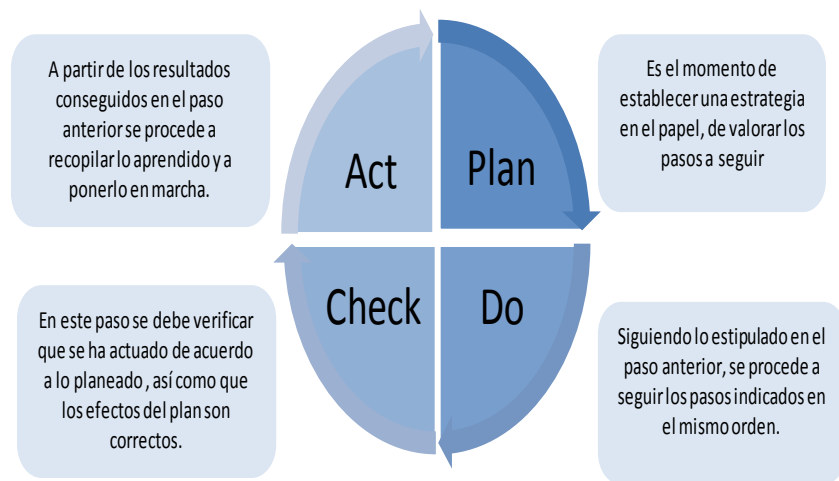 A partir de los resultados
conseguidos en el paso
anterior se procede a
recopilar lo aprendido y a
ponerlo en marcha.
Act
Plan
Es el momento de
establecer una estrategia
en el papel, de valorar los
pasos a seguir
En este paso se debe verificar
que se ha actuado de acuerdo
a lo planeado , así como que
los efectos del plan son
correctos.
Check
Do
Siguiendo lo estipulado en el
paso anterior, se procede a
seguir los pasos indicados en
el mismo orden.